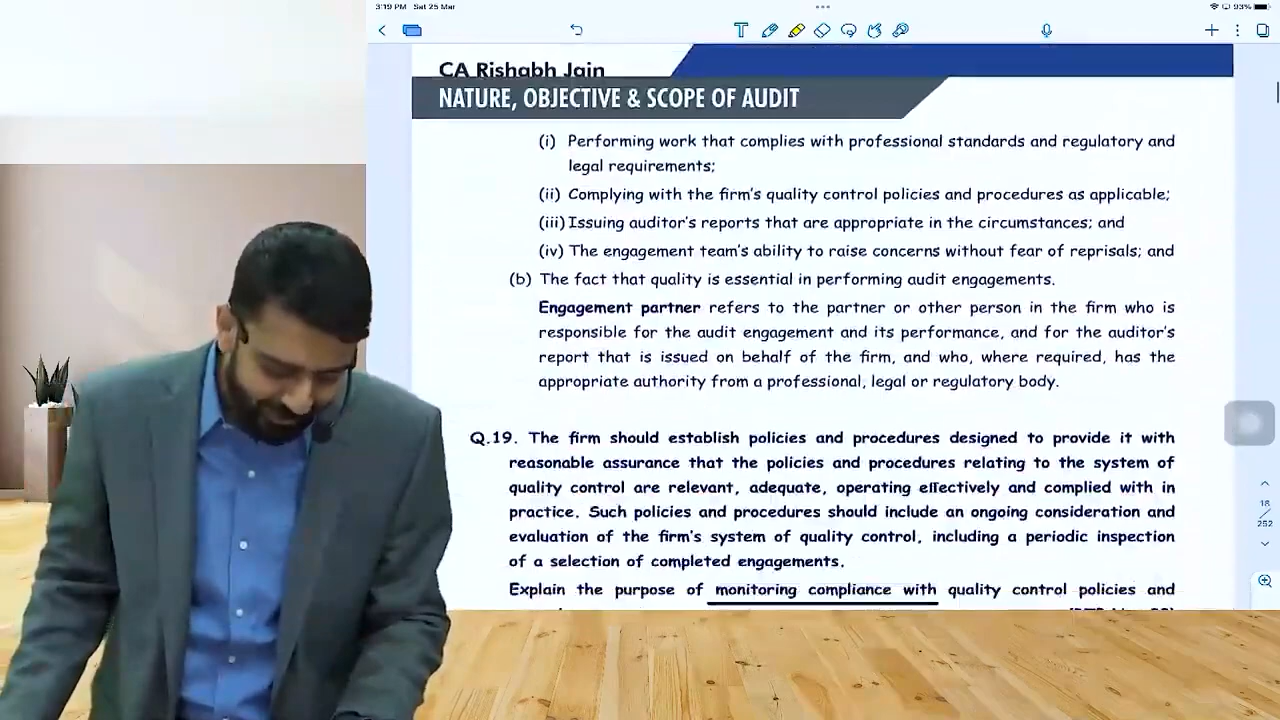 3:19 PM Sat 25 Mar
93%
T
CA Rishabh Jain
NATURE, OBJECTIVE & SCOPE OF AUDIT
(i) Performing work that complies with professional standards and regulatory and
legal requirements;
(ii) Complying with the firm's quality control policies and procedures as applicable;
(iii) Issuing auditor's reports that are appropriate in the circumstances; and
(iv) The engagement team's ability to raise concerns without fear of reprisals; and
(b) The fact that quality is essential in performing audit engagements.
Engagement partner refers to the partner or other person in the firm who is
responsible for the audit engagement and its performance, and for the auditor's
report that is issued on behalf of the firm, and who, where required, has the
appropriate authority from a professional, legal or regulatory body.
Q.19. The firm should establish policies and procedures designed to provide it with
reasonable assurance that the policies and procedures relating to the system of
quality control are relevant, adequate, operating effectively and complied with in
practice. Such policies and procedures should include an ongoing consideration and
evaluation of the firm's system of quality control, including a periodic inspection
of a selection of completed engagements.
Explain the purpose of monitoring compliance with quality control policies and
18
/
252